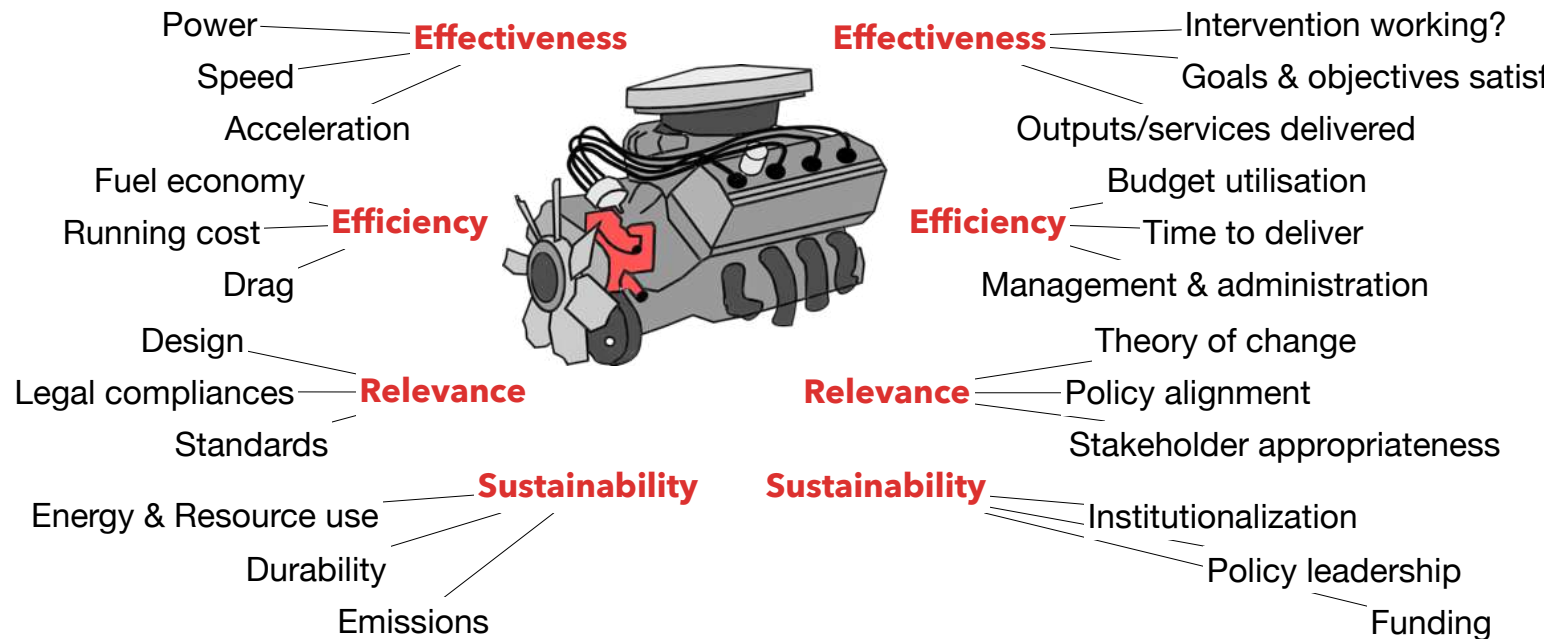 Power
Speed
Acceleration
Effectiveness
Fuel economy
Running cost
Drag
Efficiency
Design
Legal compliances
Standards
Relevance
Sustainability
Energy & Resource use
Durability
Emissions
Effectiveness
Intervention working?
Goals & objectives satisf
Outputs/services delivered
Efficiency
Budget utilisation
Time to deliver
Management & administration
Relevance
Theory of change
Policy alignment
Stakeholder appropriateness
Sustainability
Institutionalization
Policy leadership
Funding